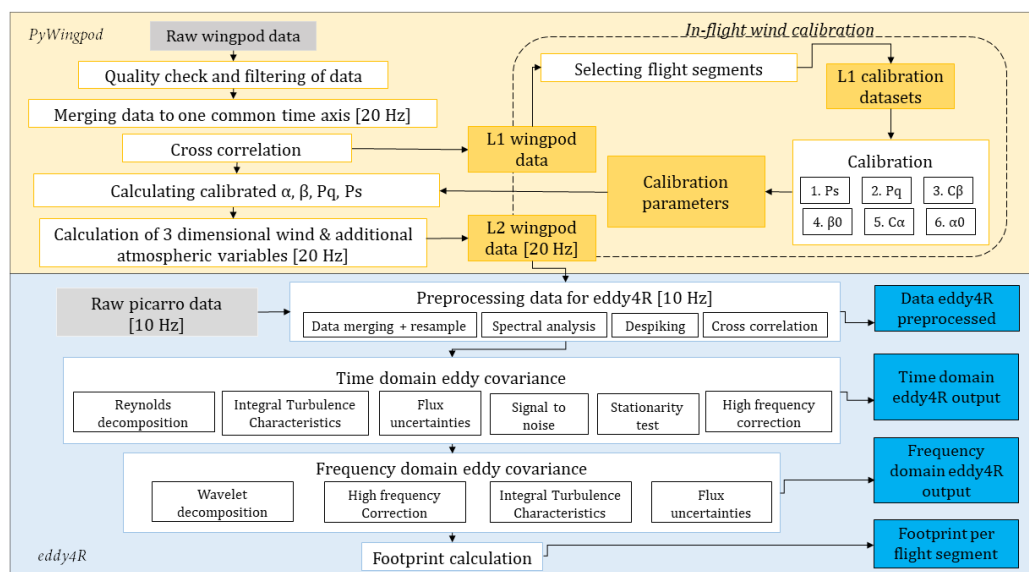 PyWingpod
Raw wingpod data
Quality check and filtering of data
Merging data to one common time axis [20 Hz]
Cross correlation
Calculating calibrated α, β, Pq, Ps
Calculation of 3 dimensional wind & additional
atmospheric variables [20 Hz]
L1 wingpod
data
L2 wingpod
data [20 Hz]
In-flight wind calibration
Selecting flight segments
L1 calibration
datasets
Calibration
1. Ps
2. Pq
3. Cβ
4. β0
5. Cα
6. α0
Calibration
parameters
Raw picarro data
[10 Hz]
Preprocessing data for eddy4R [10 Hz]
Data merging + resample
Spectral analysis
Despiking
Cross correlation
Data eddy4R
preprocessed
Time domain eddy covariance
Reynolds
decomposition
Integral Turbulence
Characteristics
Flux
uncertainties
Signal to
noise
Stationarity
test
High frequency
correction
Time domain
eddy4R output
Frequency domain eddy covariance
Wavelet
decomposition
High frequency
Correction
Integral Turbulence
Characteristics
Flux
uncertainties
Frequency
domain eddy4R
output
Footprint calculation
Footprint per
flight segment
eddy4R